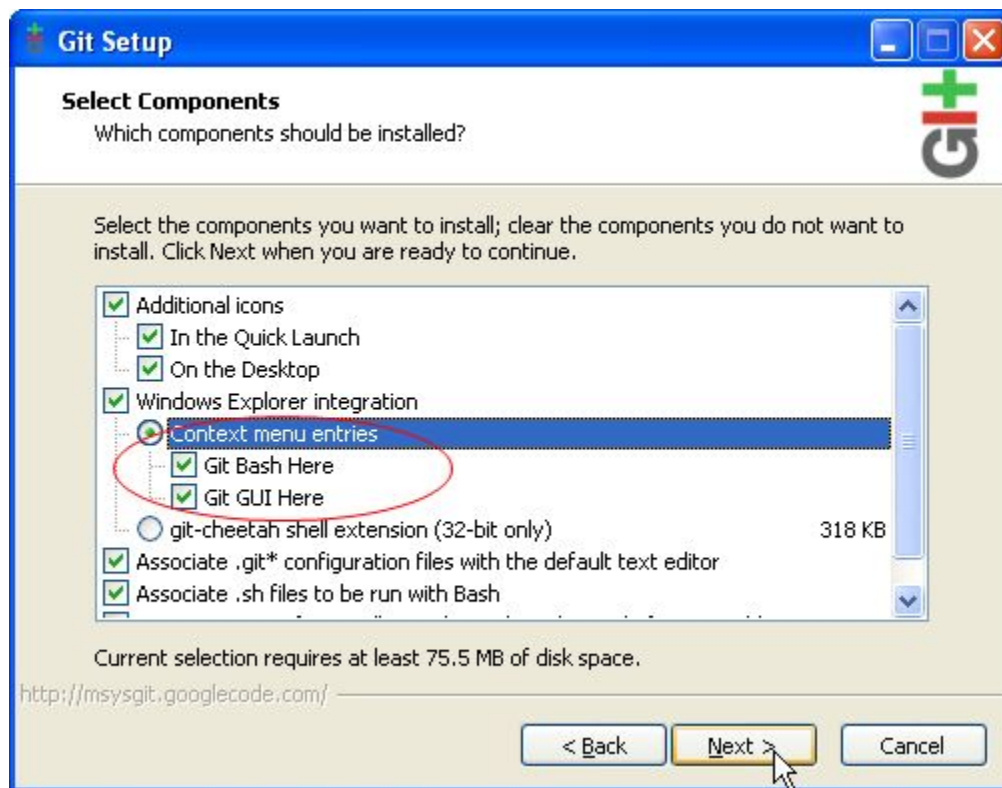 Git Setup
Select Components
Which components should be installed?
GIt
Select the components you want to install; clear the components you do not want to
install. Click Next when you are ready to continue.
Additional icons
In the Quick Launch
On the Desktop
Windows Explorer integration
Context menu entries
Git Bash Here
Git GUI Here
git-cheetah shell extension (32-bit only) 318 KB
Associate .git* configuration files with the default text editor
Associate .sh files to be run with Bash
Current selection requires at least 75.5 MB of disk space.
http://msysgit.googlecode.com/
< Back Next > Cancel